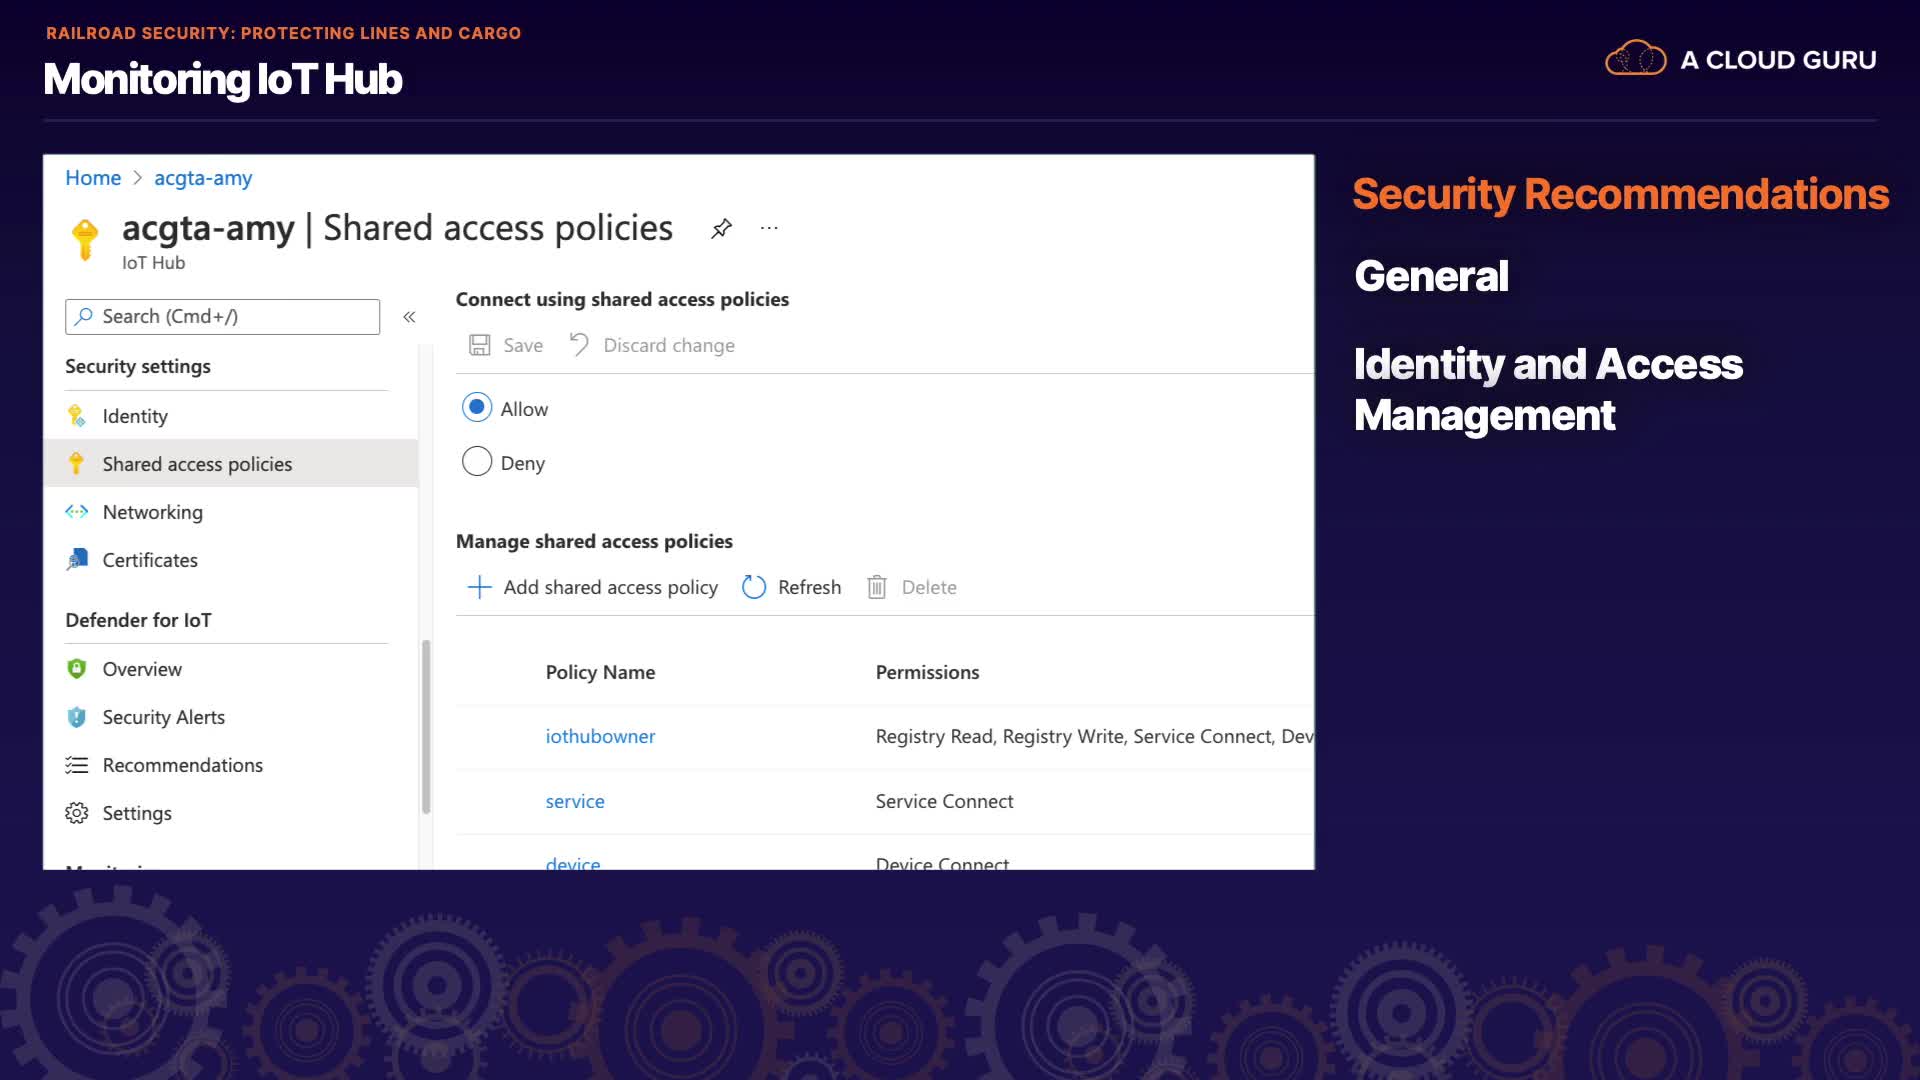 RAILROAD SECURITY: PROTECTING LINES AND CARGO
Monitoring IoT Hub
A CLOUD GURU
Home > acgta-amy
acgta-amy | Shared access policies ...
IoT Hub
Search (Cmd+/)
«
Security settings
Identity
Shared access policies
Networking
Certificates
Defender for IoT
Overview
Security Alerts
Recommendations
Settings
Connect using shared access policies
Save Discard change
Allow
Deny
Manage shared access policies
Add shared access policy Refresh Delete
Policy Name Permissions
iothubowner Registry Read, Registry Write, Service Connect, Dev
service Service Connect
device Device Connect
Security Recommendations
General
Identity and Access
Management